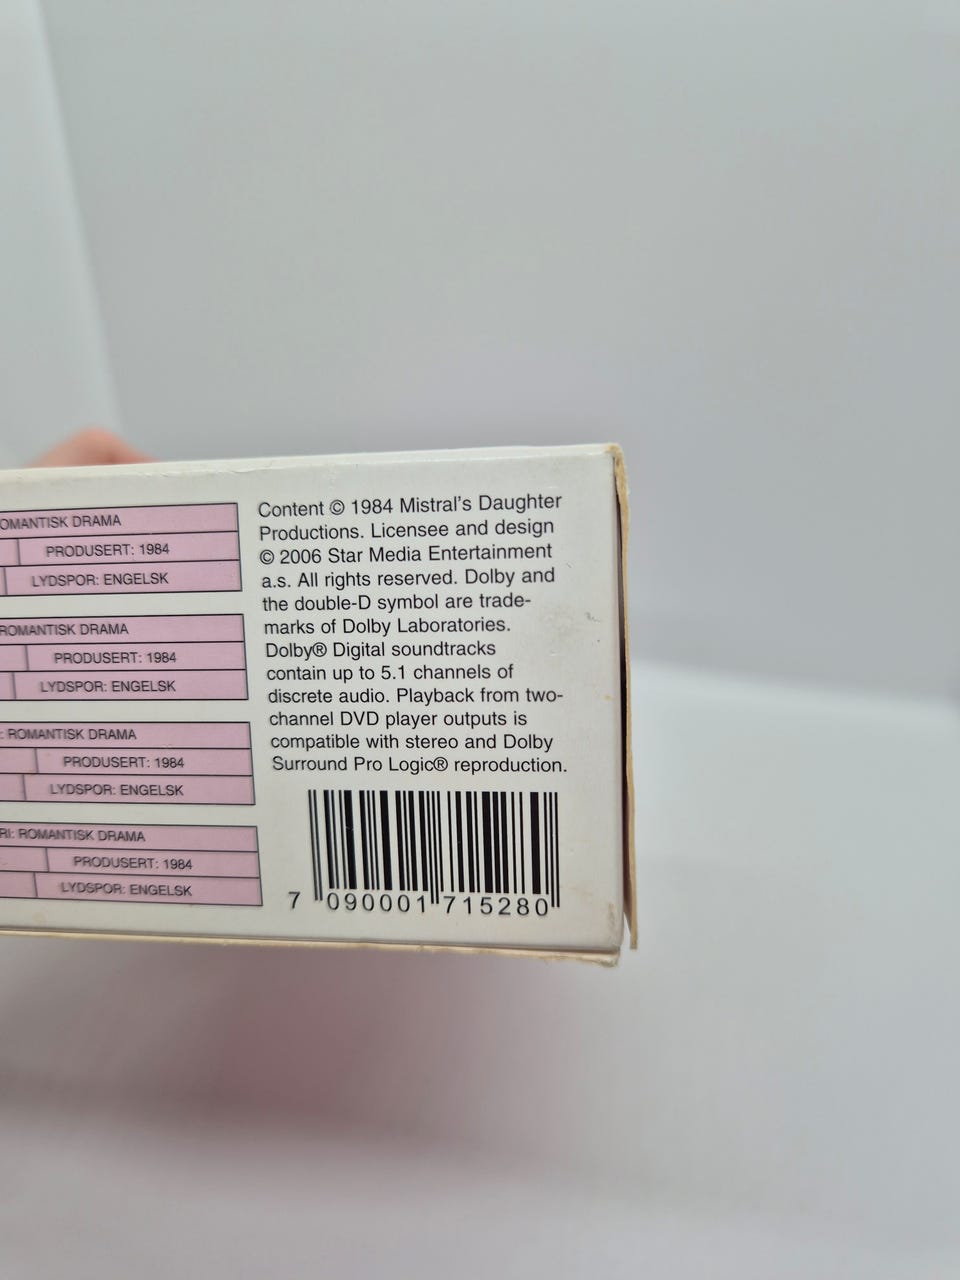 OMANTISK DRAMA
PRODUSERT: 1984
LYDSPOR: ENGELSK
ROMANTISK DRAMA
PRODUSERT: 1984
LYDSPOR: ENGELSK
: ROMANTISK DRAMA
PRODUSERT: 1984
LYDSPOR: ENGELSK
RI: ROMANTISK DRAMA
PRODUSERT: 1984
LYDSPOR: ENGELSK
Content © 1984 Mistral's Daughter
Productions. Licensee and design
© 2006 Star Media Entertainment
a.s. All rights reserved. Dolby and
the double-D symbol are trade-
marks of Dolby Laboratories.
Dolby® Digital soundtracks
contain up to 5.1 channels of
discrete audio. Playback from two-
channel DVD player outputs is
compatible with stereo and Dolby
Surround Pro Logic® reproduction.
7 090001 715280